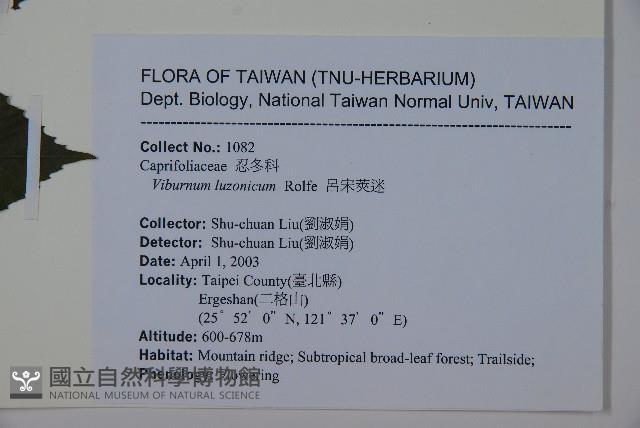 FLORA OF TAIWAN (TNU-HERBARIUM)
Dept. Biology, National Taiwan Normal Univ, TAIWAN
Collect No.: 1082
Caprifoliaceae 忍冬科
Viburnum luzonicum Rolfe 呂宋莢迷
Collector: Shu-chuan Liu(劉淑娟)
Detector: Shu-chuan Liu(劉淑娟)
Date: April 1, 2003
Locality: Taipei County(臺北縣)
Ergeshan(二格山)
(25° 52' 0" N, 121° 37' 0" E)
Altitude: 600-678m
Habitat: Mountain ridge; Subtropical broad-leaf forest; Trailside;
Phenology: Flowering
國立自然科學博物館
NATIONAL MUSEUM OF NATURAL SCIENCE